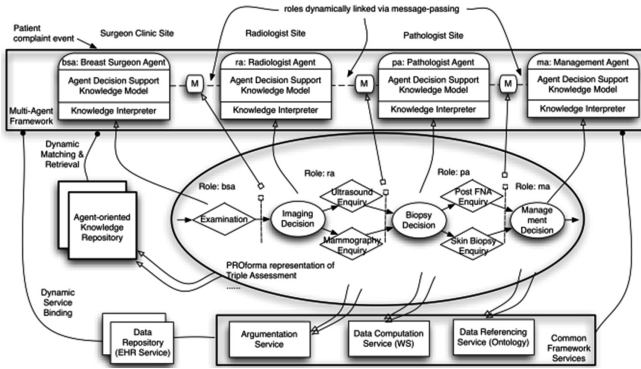 Patient
complaint event
Surgeon Clinic Site
Radiologist Site
roles dynamically linked via message-passing
Pathologist Site
bsa: Breast Surgeon Agent
Agent Decision Support
Knowledge Model
Knowledge Interpreter
M
ra: Radiologist Agent
Agent Decision Support
Knowledge Model
Knowledge Interpreter
M
pa: Pathologist Agent
Agent Decision Support
Knowledge Model
Knowledge Interpreter
M
ma: Management Agent
Agent Decision Support
Knowledge Model
Knowledge Interpreter
Multi-Agent
Framework
Dynamic
Matching &
Retrieval
Agent-oriented
Knowledge
Repository
Role: bsa
Role: ra
Role: pa
Role: ma
Examination
Imaging
Decision
Ultrasound
Enquiry
Mammography
Enquiry
Biopsy
Decision
Post FNA
Enquiry
Skin Biopsy
Enquiry
Manage
ment
Decision
PROforma representation of
Triple Assessment
......
Dynamic
Service
Binding
Data
Repository
(EHR Service)
Argumentation
Service
Data Computation
Service (WS)
Data Referencing
Service (Ontology)
Common
Framework
Services